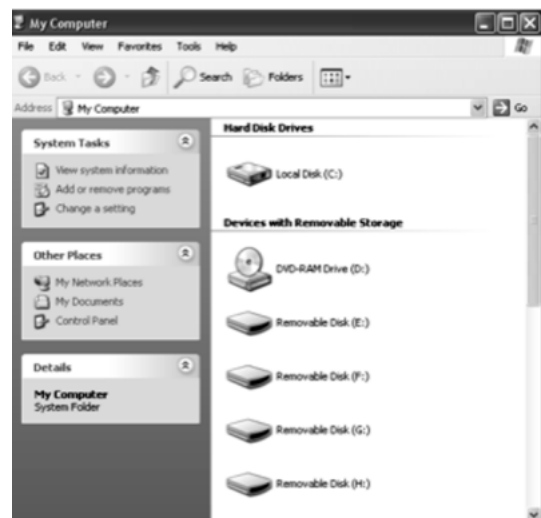 My Computer
File Edit View Favorites Tools Help
Back Search Folders
Address My Computer Go
System Tasks
View system information
Add or remove programs
Change a setting
Other Places
My Network Places
My Documents
Control Panel
Details
My Computer
System Folder
Hard Disk Drives
Local Disk (C:)
Devices with Removable Storage
DVD-RAM Drive (D:)
Removable Disk (E:)
Removable Disk (F:)
Removable Disk (G:)
Removable Disk (H:)